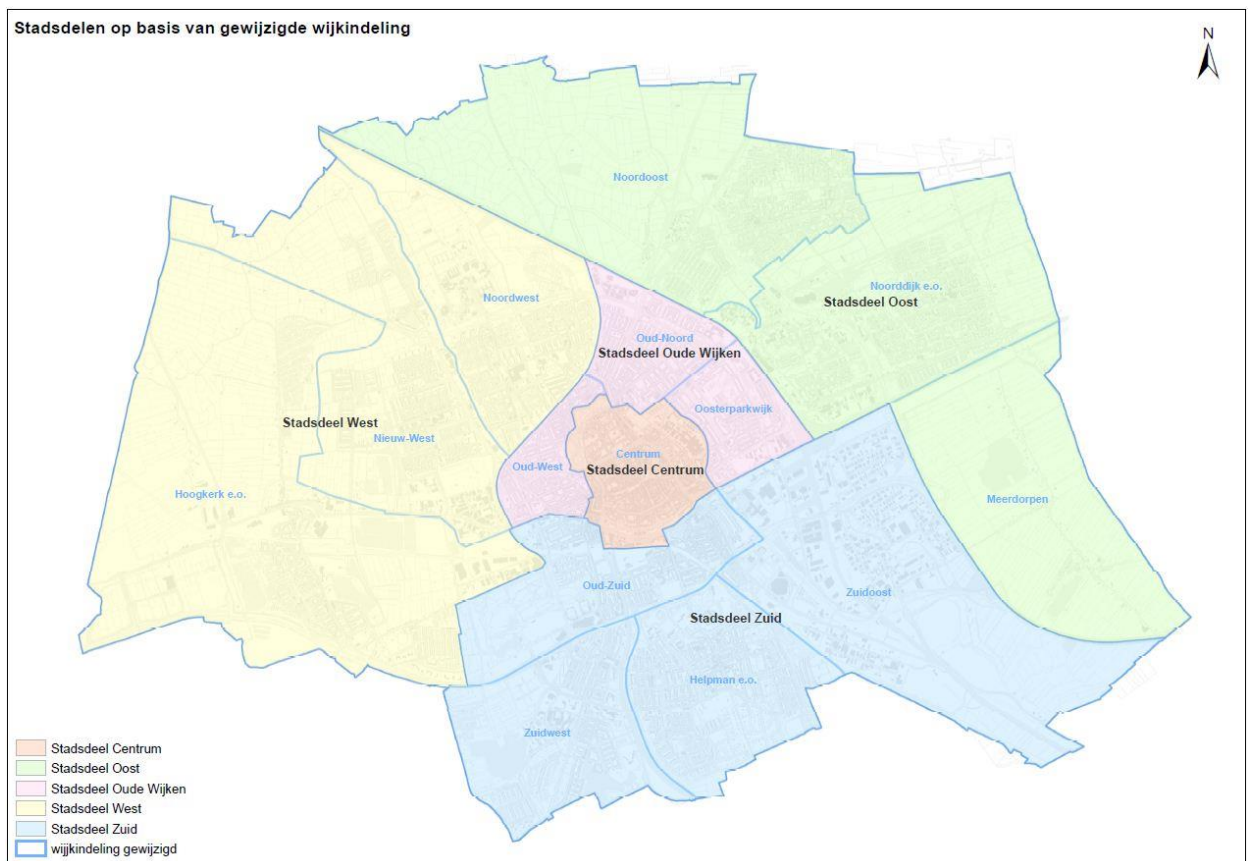 Stadsdelen op basis van gewijzigde wijkindeling
N
Noordoost
Noorddijk e.o.
Stadsdeel Oost
Noordwest
Oud-Noord
Stadsdeel Oude Wijken
Oosterparkwijk
Stadsdeel West
Nieuw-West
Centrum
Stadsdeel Centrum
Oud-West
Hoogkerk e.o.
Meerdorpen
Oud-Zuid
Zuidoost
Stadsdeel Zuid
Helpman e.o.
Zuidwest
Stadsdeel Centrum
Stadsdeel Oost
Stadsdeel Oude Wijken
Stadsdeel West
Stadsdeel Zuid
wijjkindeling gewijzigd